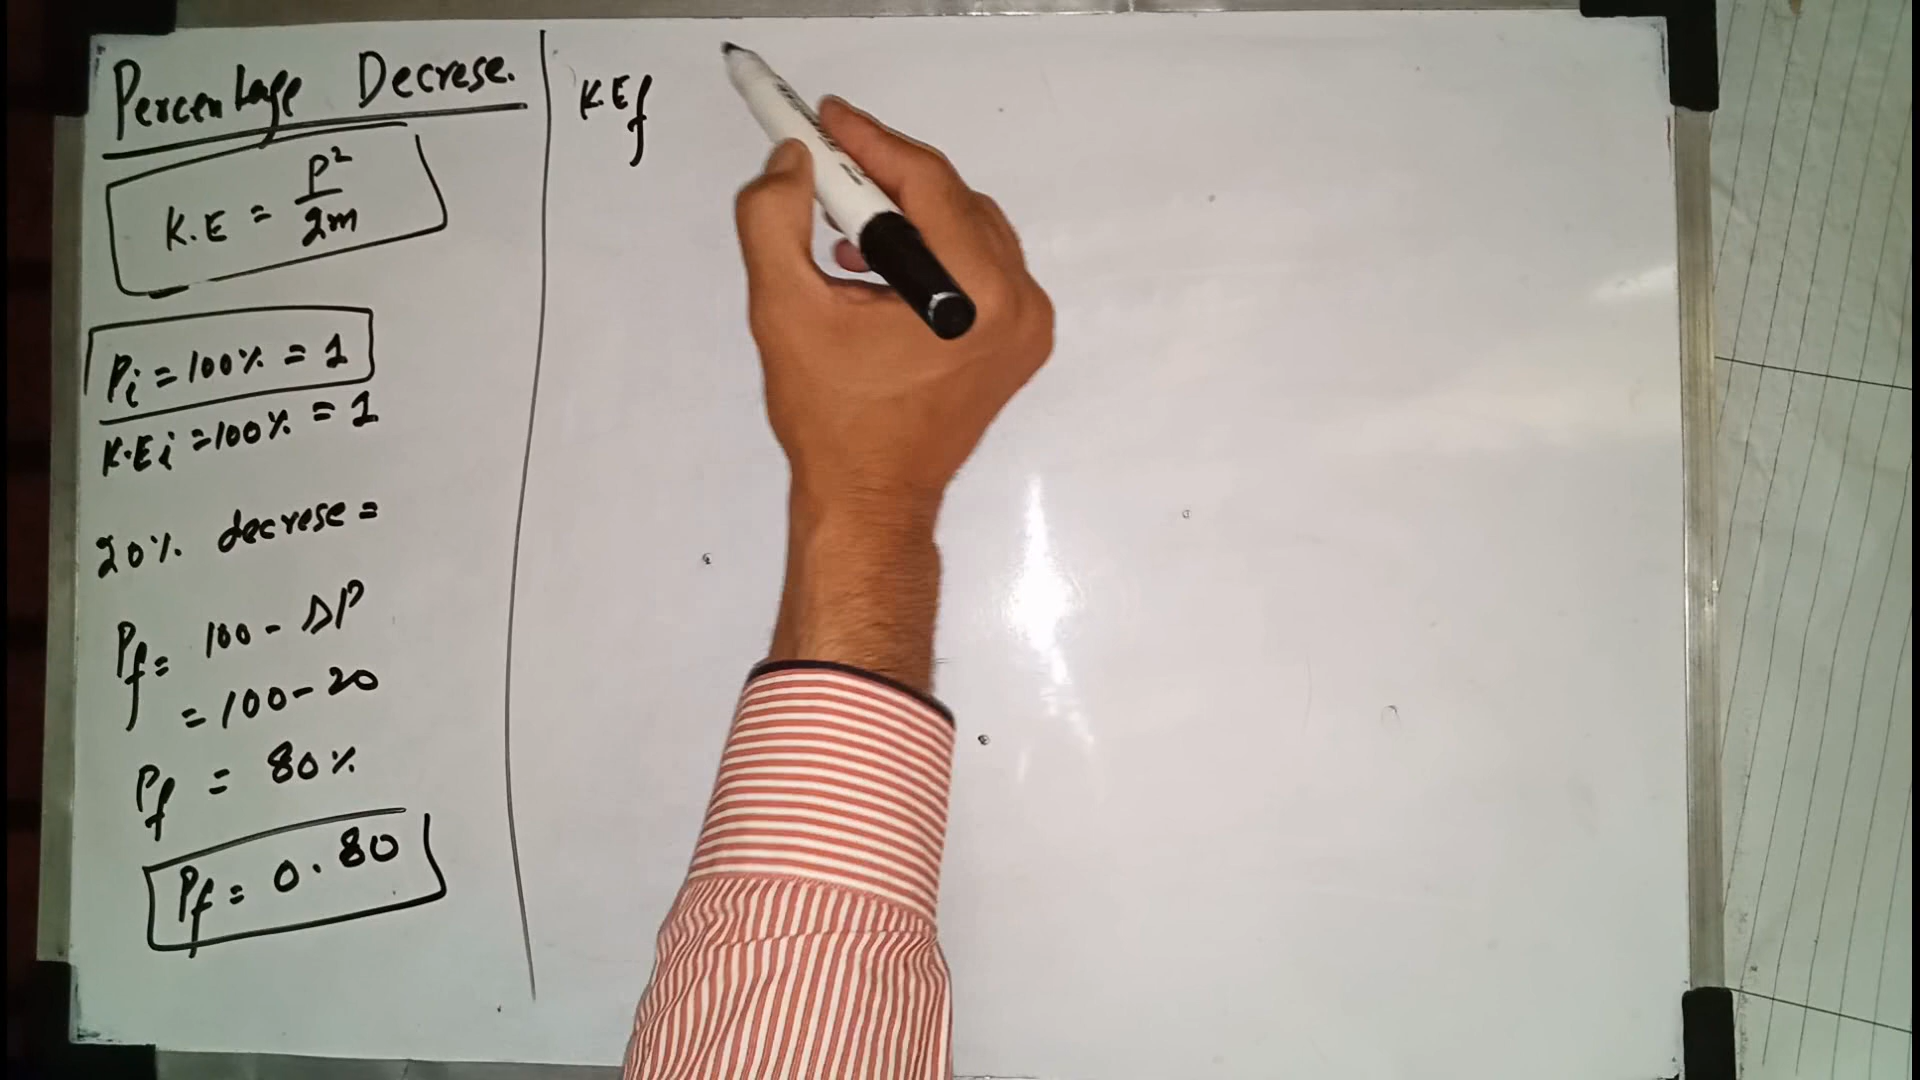 Percentage Decrese.
K.E = P²/2m
Pi = 100% = 1
K.Ei = 100% = 1
20% decrese =
Pf = 100 - ΔP
= 100 - 20
Pf = 80%
Pf = 0.80
K.Ef